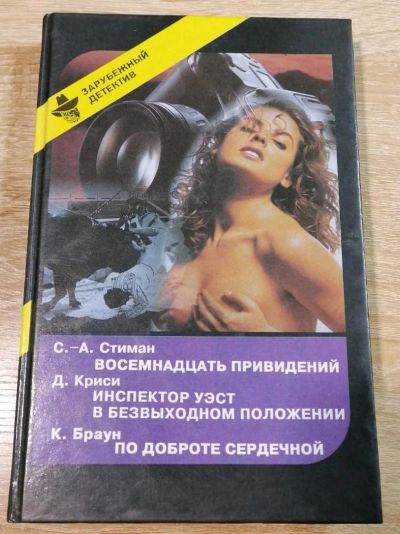 ЗАРУБЕЖНЫЙ
ДЕТЕКТИВ
С.-А. Стиман
ВОСЕМНАДЦАТЬ ПРИВИДЕНИЙ
Д. Криси
ИНСПЕКТОР УЭСТ
В БЕЗВЫХОДНОМ ПОЛОЖЕНИИ
К. Браун
ПО ДОБРОТЕ СЕРДЕЧНОЙ